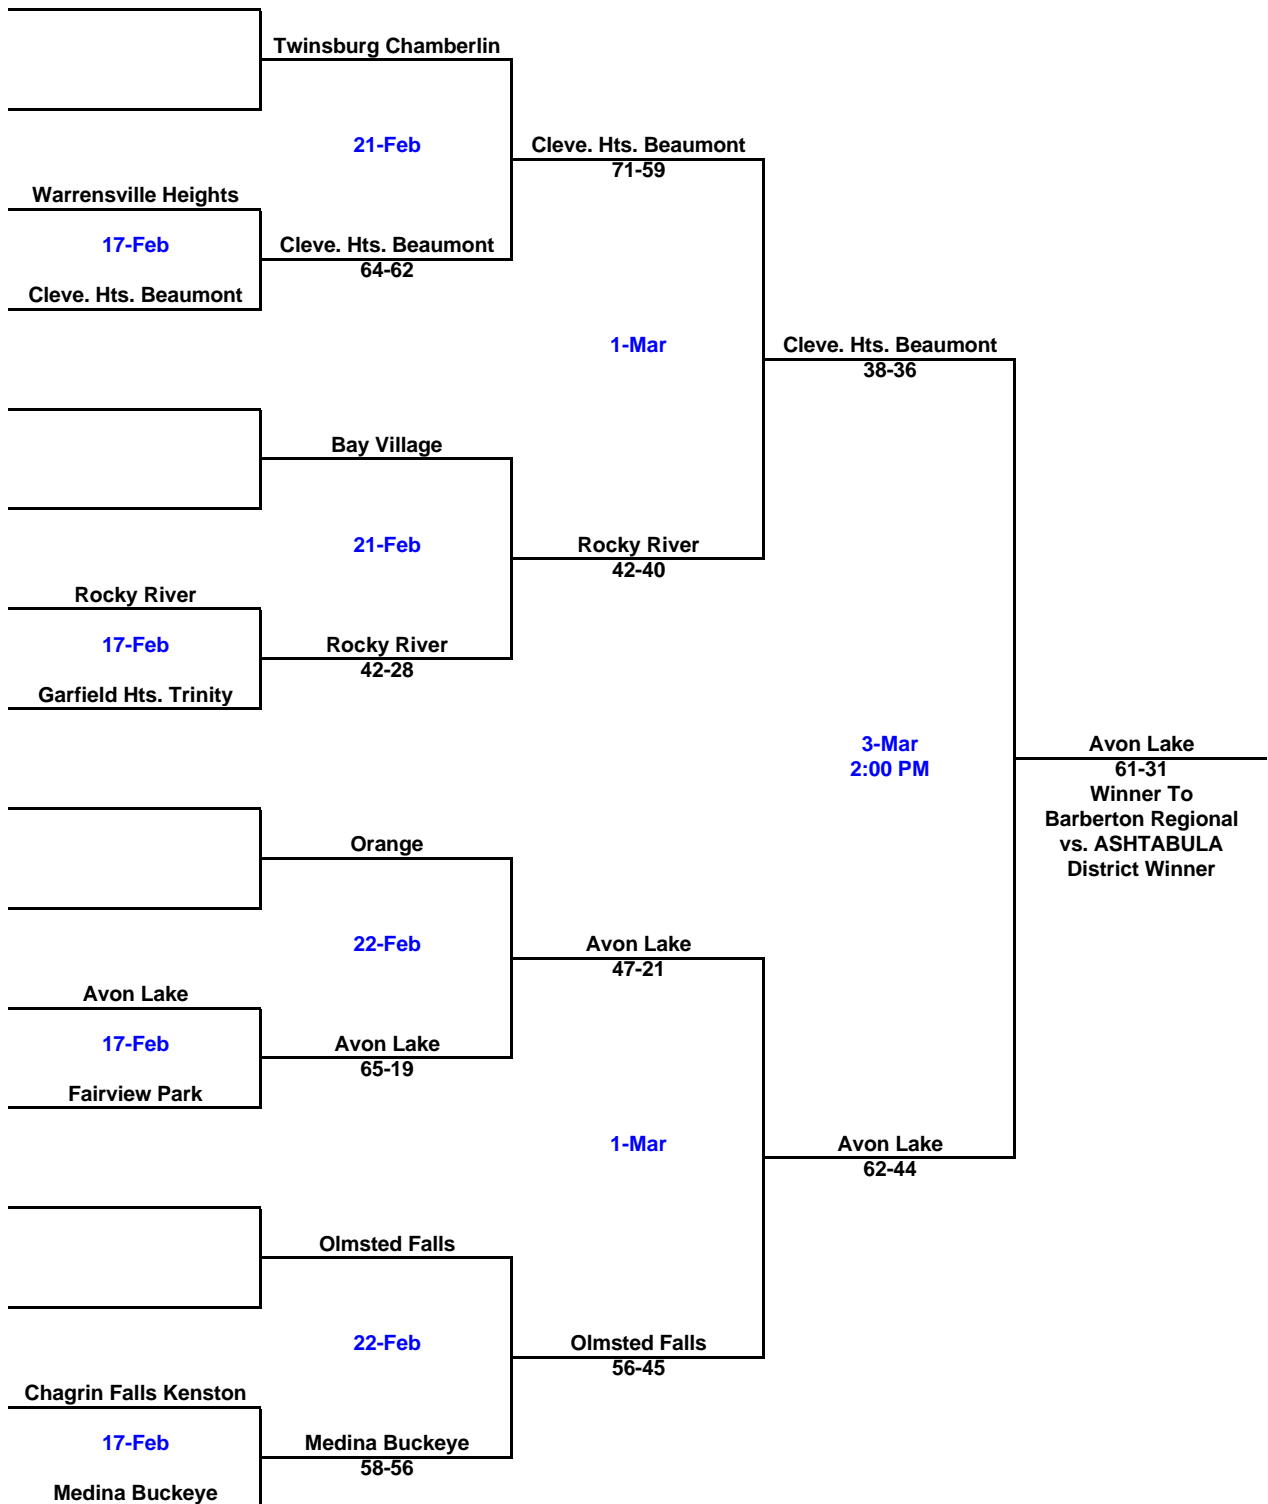 Twinsburg Chamberlin
21-Feb
Cleve. Hts. Beaumont
71-59
Warrensville Heights
17-Feb
Cleve. Hts. Beaumont
64-62
Cleve. Hts. Beaumont
1-Mar
Cleve. Hts. Beaumont
38-36
Bay Village
21-Feb
Rocky River
42-40
Rocky River
17-Feb
Rocky River
42-28
Garfield Hts. Trinity
3-Mar
2:00 PM
Avon Lake
61-31
Winner To
Barberton Regional
vs. ASHTABULA
District Winner
Orange
22-Feb
Avon Lake
47-21
Avon Lake
17-Feb
Avon Lake
65-19
Fairview Park
1-Mar
Avon Lake
62-44
Olmsted Falls
22-Feb
Olmsted Falls
56-45
Chagrin Falls Kenston
17-Feb
Medina Buckeye
58-56
Medina Buckeye